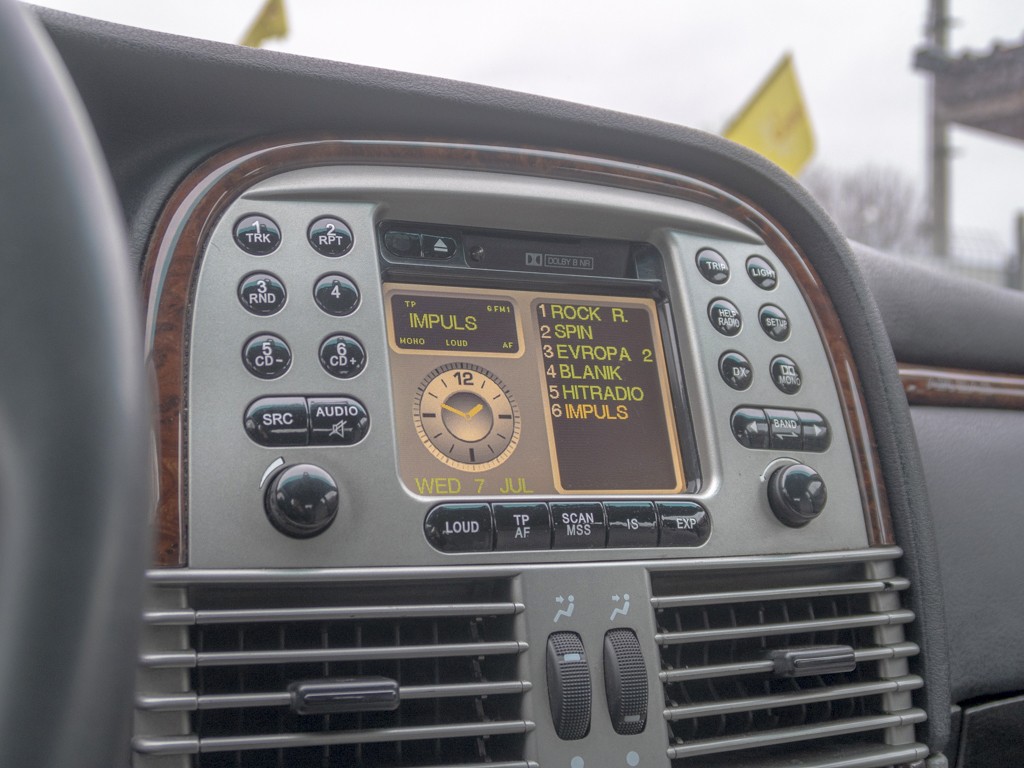 1
TRK
2
RPT
3
RND
4
5
CD-
6
CD+
SRC
AUDIO
DOLBY B NR
TP
6FM1
IMPULS
MONO LOUD AF
12
WED 7 JUL
1 ROCK R.
2 SPIN
3 EVROPA 2
4 BLANIK
5 HITRADIO
6 IMPULS
LOUD
TP
AF
SCAN
MSS
IS
EXP
TRIP
LIGHT
HELP
RADIO
SETUP
DX
MONO
BAND